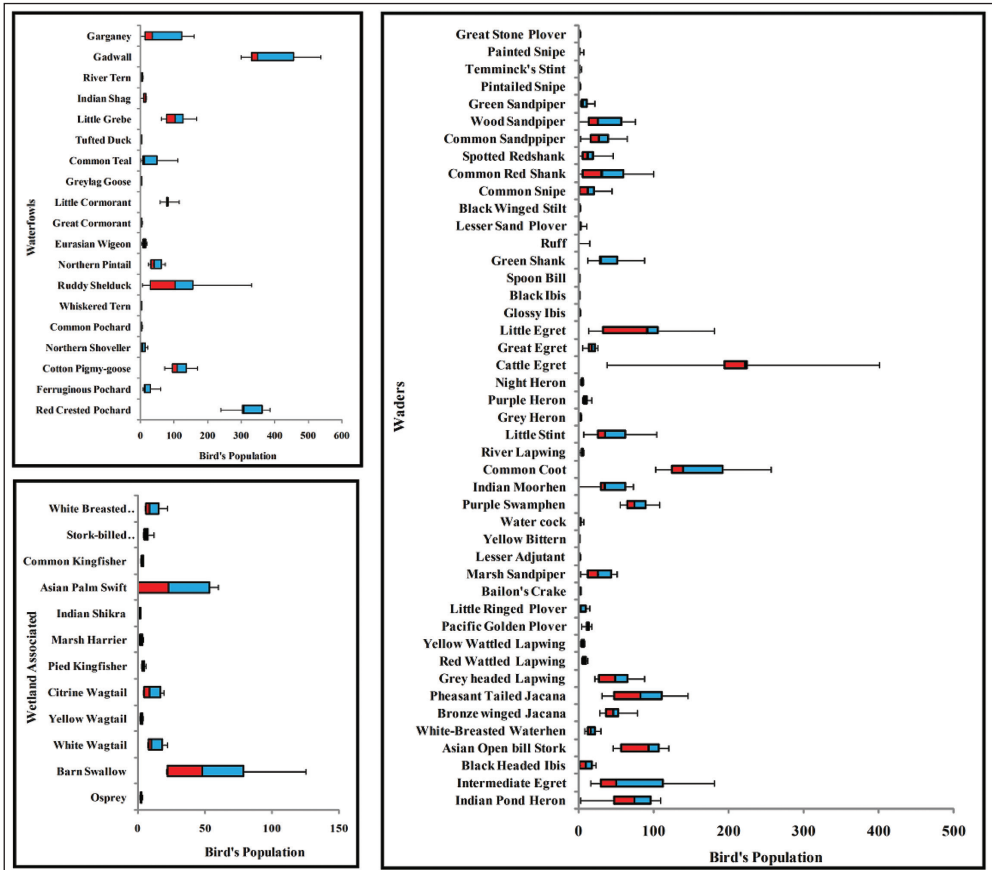 Waterfowls
Garganey
Gadwall
River Tern
Indian Shag
Little Grebe
Tufted Duck
Common Teal
Greylag Goose
Little Cormorant
Great Cormorant
Eurasian Wigeon
Northern Pintail
Ruddy Shelduck
Whiskered Tern
Common Pochard
Northern Shoveller
Cotton Pigmy-goose
Ferruginous Pochard
Red Crested Pochard
0 100 200 300 400 500 600
Bird's Population
Wetland Associated
White Breasted..
Stork-billed..
Common Kingfisher
Asian Palm Swift
Indian Shikra
Marsh Harrier
Pied Kingfisher
Citrine Wagtail
Yellow Wagtail
White Wagtail
Barn Swallow
Osprey
0 50 100 150
Bird's Population
Waders
Great Stone Plover
Painted Snipe
Temminck's Stint
Pintailed Snipe
Green Sandpiper
Wood Sandpiper
Common Sandppiper
Spotted Redshank
Common Red Shank
Common Snipe
Black Winged Stilt
Lesser Sand Plover
Ruff
Green Shank
Spoon Bill
Black Ibis
Glossy Ibis
Little Egret
Great Egret
Cattle Egret
Night Heron
Purple Heron
Grey Heron
Little Stint
River Lapwing
Common Coot
Indian Moorhen
Purple Swamphen
Water cock
Yellow Bittern
Lesser Adjutant
Marsh Sandpiper
Bailon's Crake
Little Ringed Plover
Pacific Golden Plover
Yellow Wattled Lapwing
Red Wattled Lapwing
Grey headed Lapwing
Pheasant Tailed Jacana
Bronze winged Jacana
White-Breasted Waterhen
Asian Open bill Stork
Black Headed Ibis
Intermediate Egret
Indian Pond Heron
0 100 200 300 400 500
Bird's Population